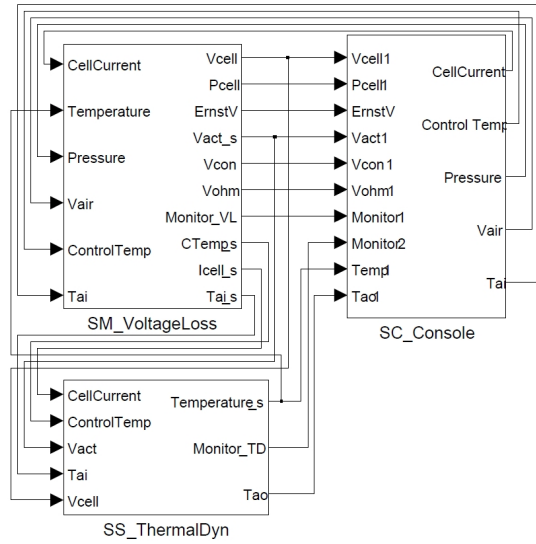 CellCurrent
Temperature
Pressure
Vair
ControlTemp
Tai
Vcell
Pcell
ErnstV
Vact_s
Vcon
Vohm
Monitor_VL
CTemp_s
Icell_s
Tai_s
SM_VoltageLoss
Vcell1
Pcell1
ErnstV
Vact1
Vcon1
Vohm1
Monitor1
Monitor2
Temp1
Tao1
CellCurrent
Control Temp
Pressure
Vair
Tai
SC_Console
CellCurrent
ControlTemp
Vact
Tai
Vcell
Temperature_s
Monitor_TD
Tao
SS_ThermalDyn